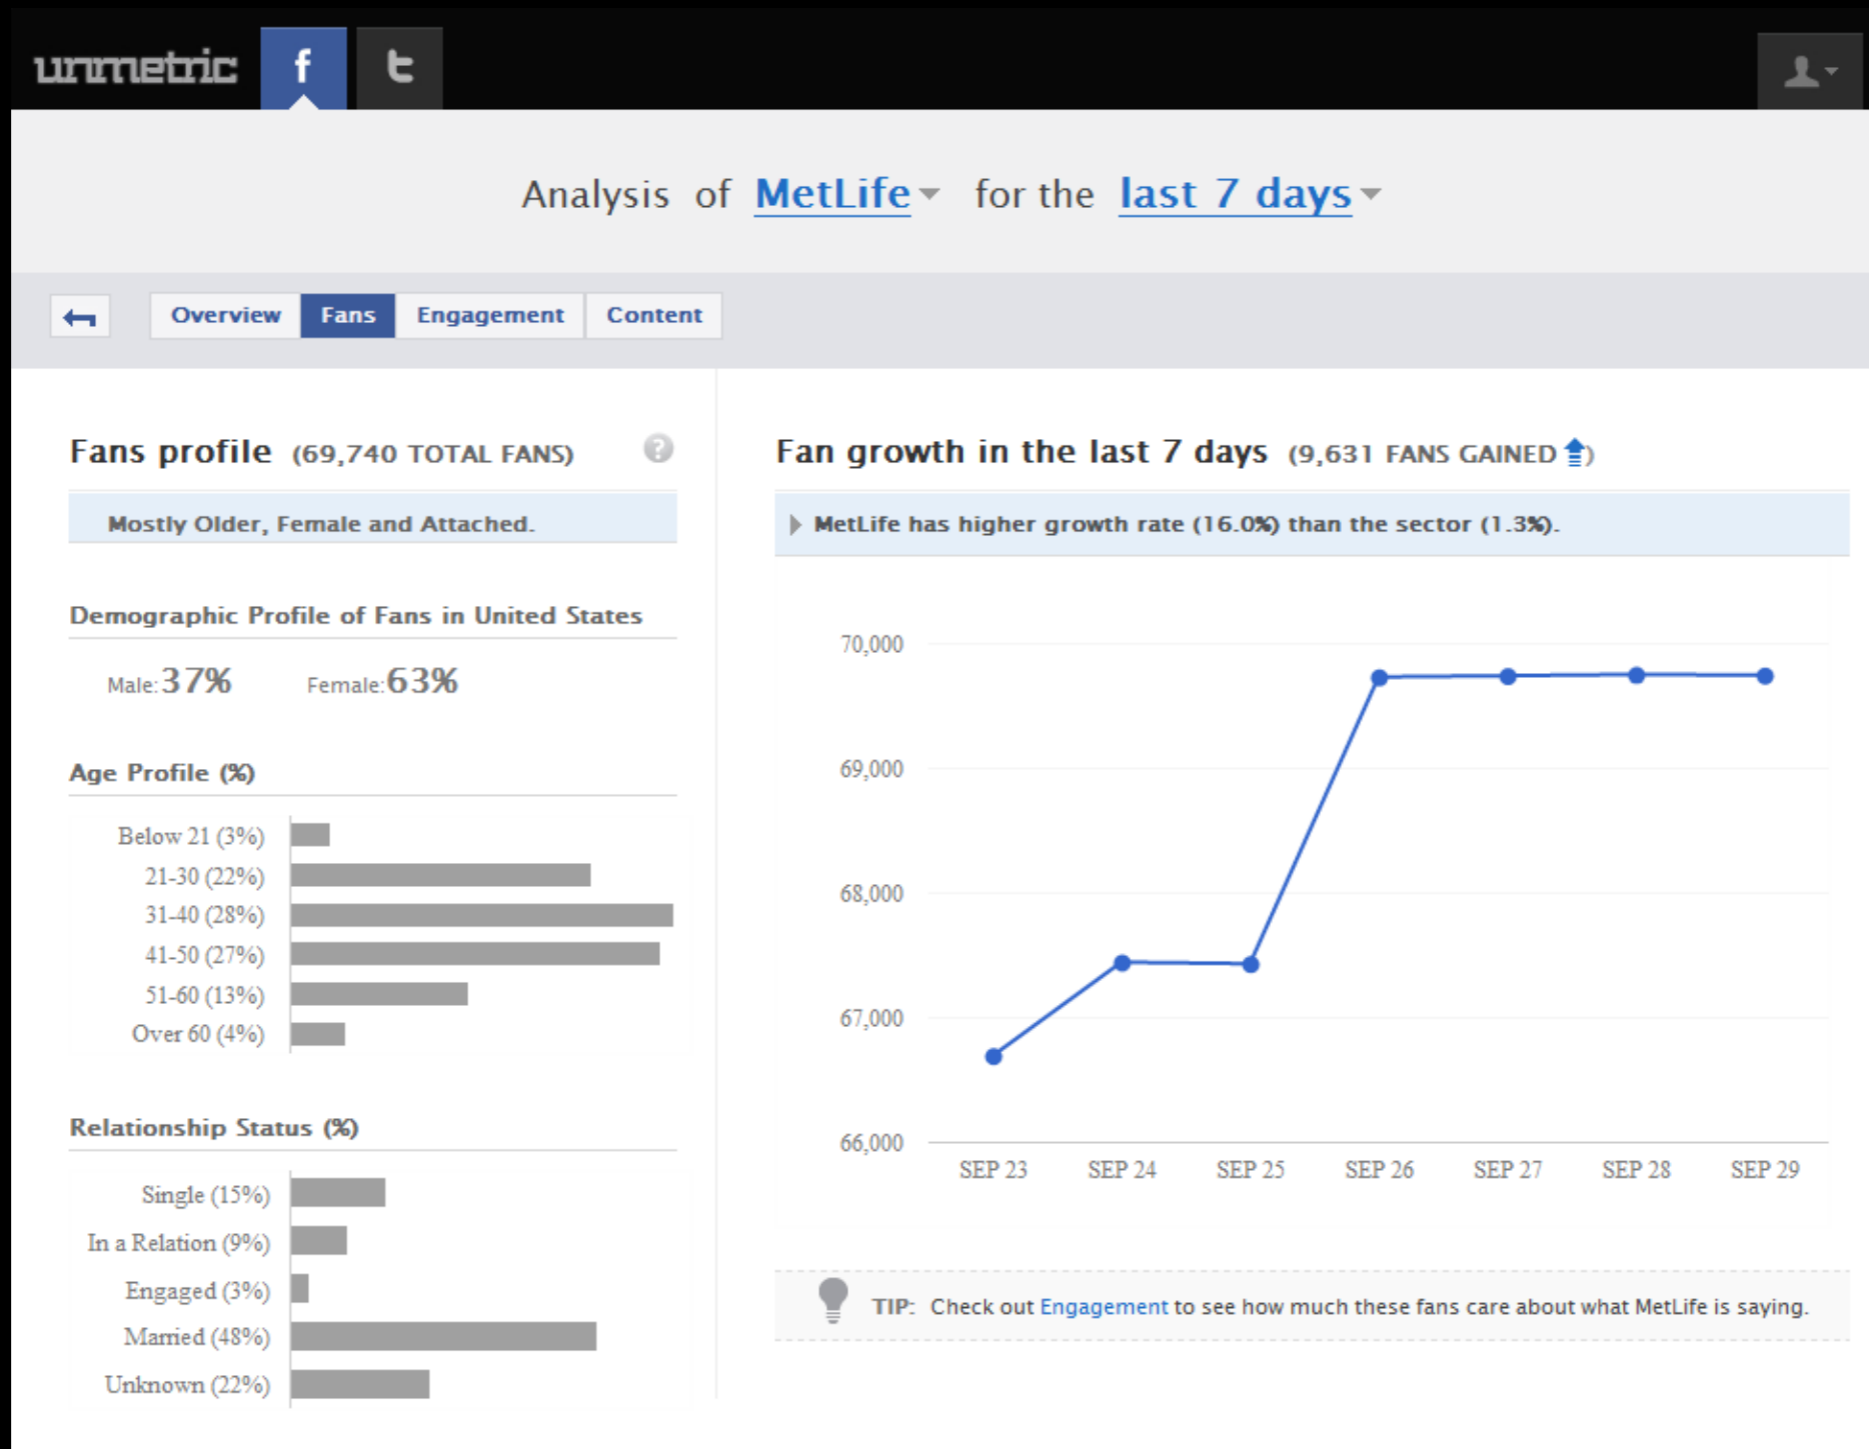 unmetric f t
Analysis of MetLife for the last 7 days
Overview Fans Engagement Content
Fans profile (69,740 TOTAL FANS) ?
Mostly Older, Female and Attached.
Demographic Profile of Fans in United States
Male: 37% Female: 63%
Age Profile (%)
Below 21 (3%)
21-30 (22%)
31-40 (28%)
41-50 (27%)
51-60 (13%)
Over 60 (4%)
Relationship Status (%)
Single (15%)
In a Relation (9%)
Engaged (3%)
Married (48%)
Unknown (22%)
Fan growth in the last 7 days (9,631 FANS GAINED )
MetLife has higher growth rate (16.0%) than the sector (1.3%).
70,000
69,000
68,000
67,000
66,000
SEP 23 SEP 24 SEP 25 SEP 26 SEP 27 SEP 28 SEP 29
TIP: Check out Engagement to see how much these fans care about what MetLife is saying.